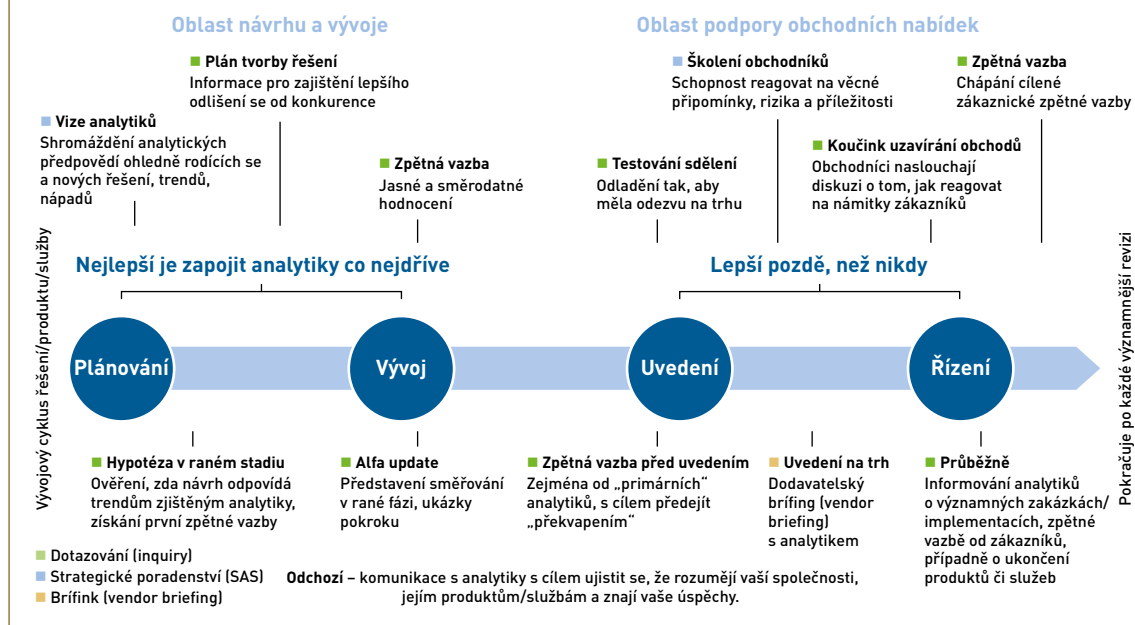 Oblast návrhu a vývoje
Oblast podpory obchodních nabídek
Plán tvorby řešení
Informace pro zajištění lepšího
odlišení se od konkurence
Školení obchodníků
Schopnost reagovat na věcné
připomínky, rizika a příležitosti
Zpětná vazba
Chápání cílené
zákaznické zpětné vazby
Vize analytiků
Shromáždění analytických
předpovědí ohledně rodících se
a nových řešení, trendů,
nápadů
Zpětná vazba
Jasné a směrodatné
hodnocení
Testování sdělení
Odladění tak, aby
měla odezvu na trhu
Koučink uzavírání obchodů
Obchodníci naslouchají
diskuzi o tom, jak reagovat
na námitky zákazníků
Vývojový cyklus řešení/produktu/služby
Nejlepší je zapojit analytiky co nejdříve
Lepší pozdě, než nikdy
Plánování
Vývoj
Uvedení
Řízení
Pokračuje po každé významnější revizi
Hypotéza v raném stadiu
Ověření, zda návrh odpovídá
trendům zjištěným analytiky,
získání první zpětné vazby
Alfa update
Představení směřování
v rané fázi, ukázky
pokroku
Zpětná vazba před uvedením
Zejména od „primárních“
analytiků, s cílem předejít
„překvapením“
Uvedení na trh
Dodavatelský
brífing (vendor
briefing)
s analytikem
Průběžně
Informování analytiků
o významných zakázkách/
implementacích, zpětné
vazbě od zákazníků,
případně o ukončení
produktů či služeb
Dotazování (inquiry)
Strategické poradenství (SAS)
Brífink (vendor briefing)
Odchozí – komunikace s analytiky s cílem ujistit se, že rozumějí vaší společnosti,
jejím produktům/službám a znají vaše úspěchy.